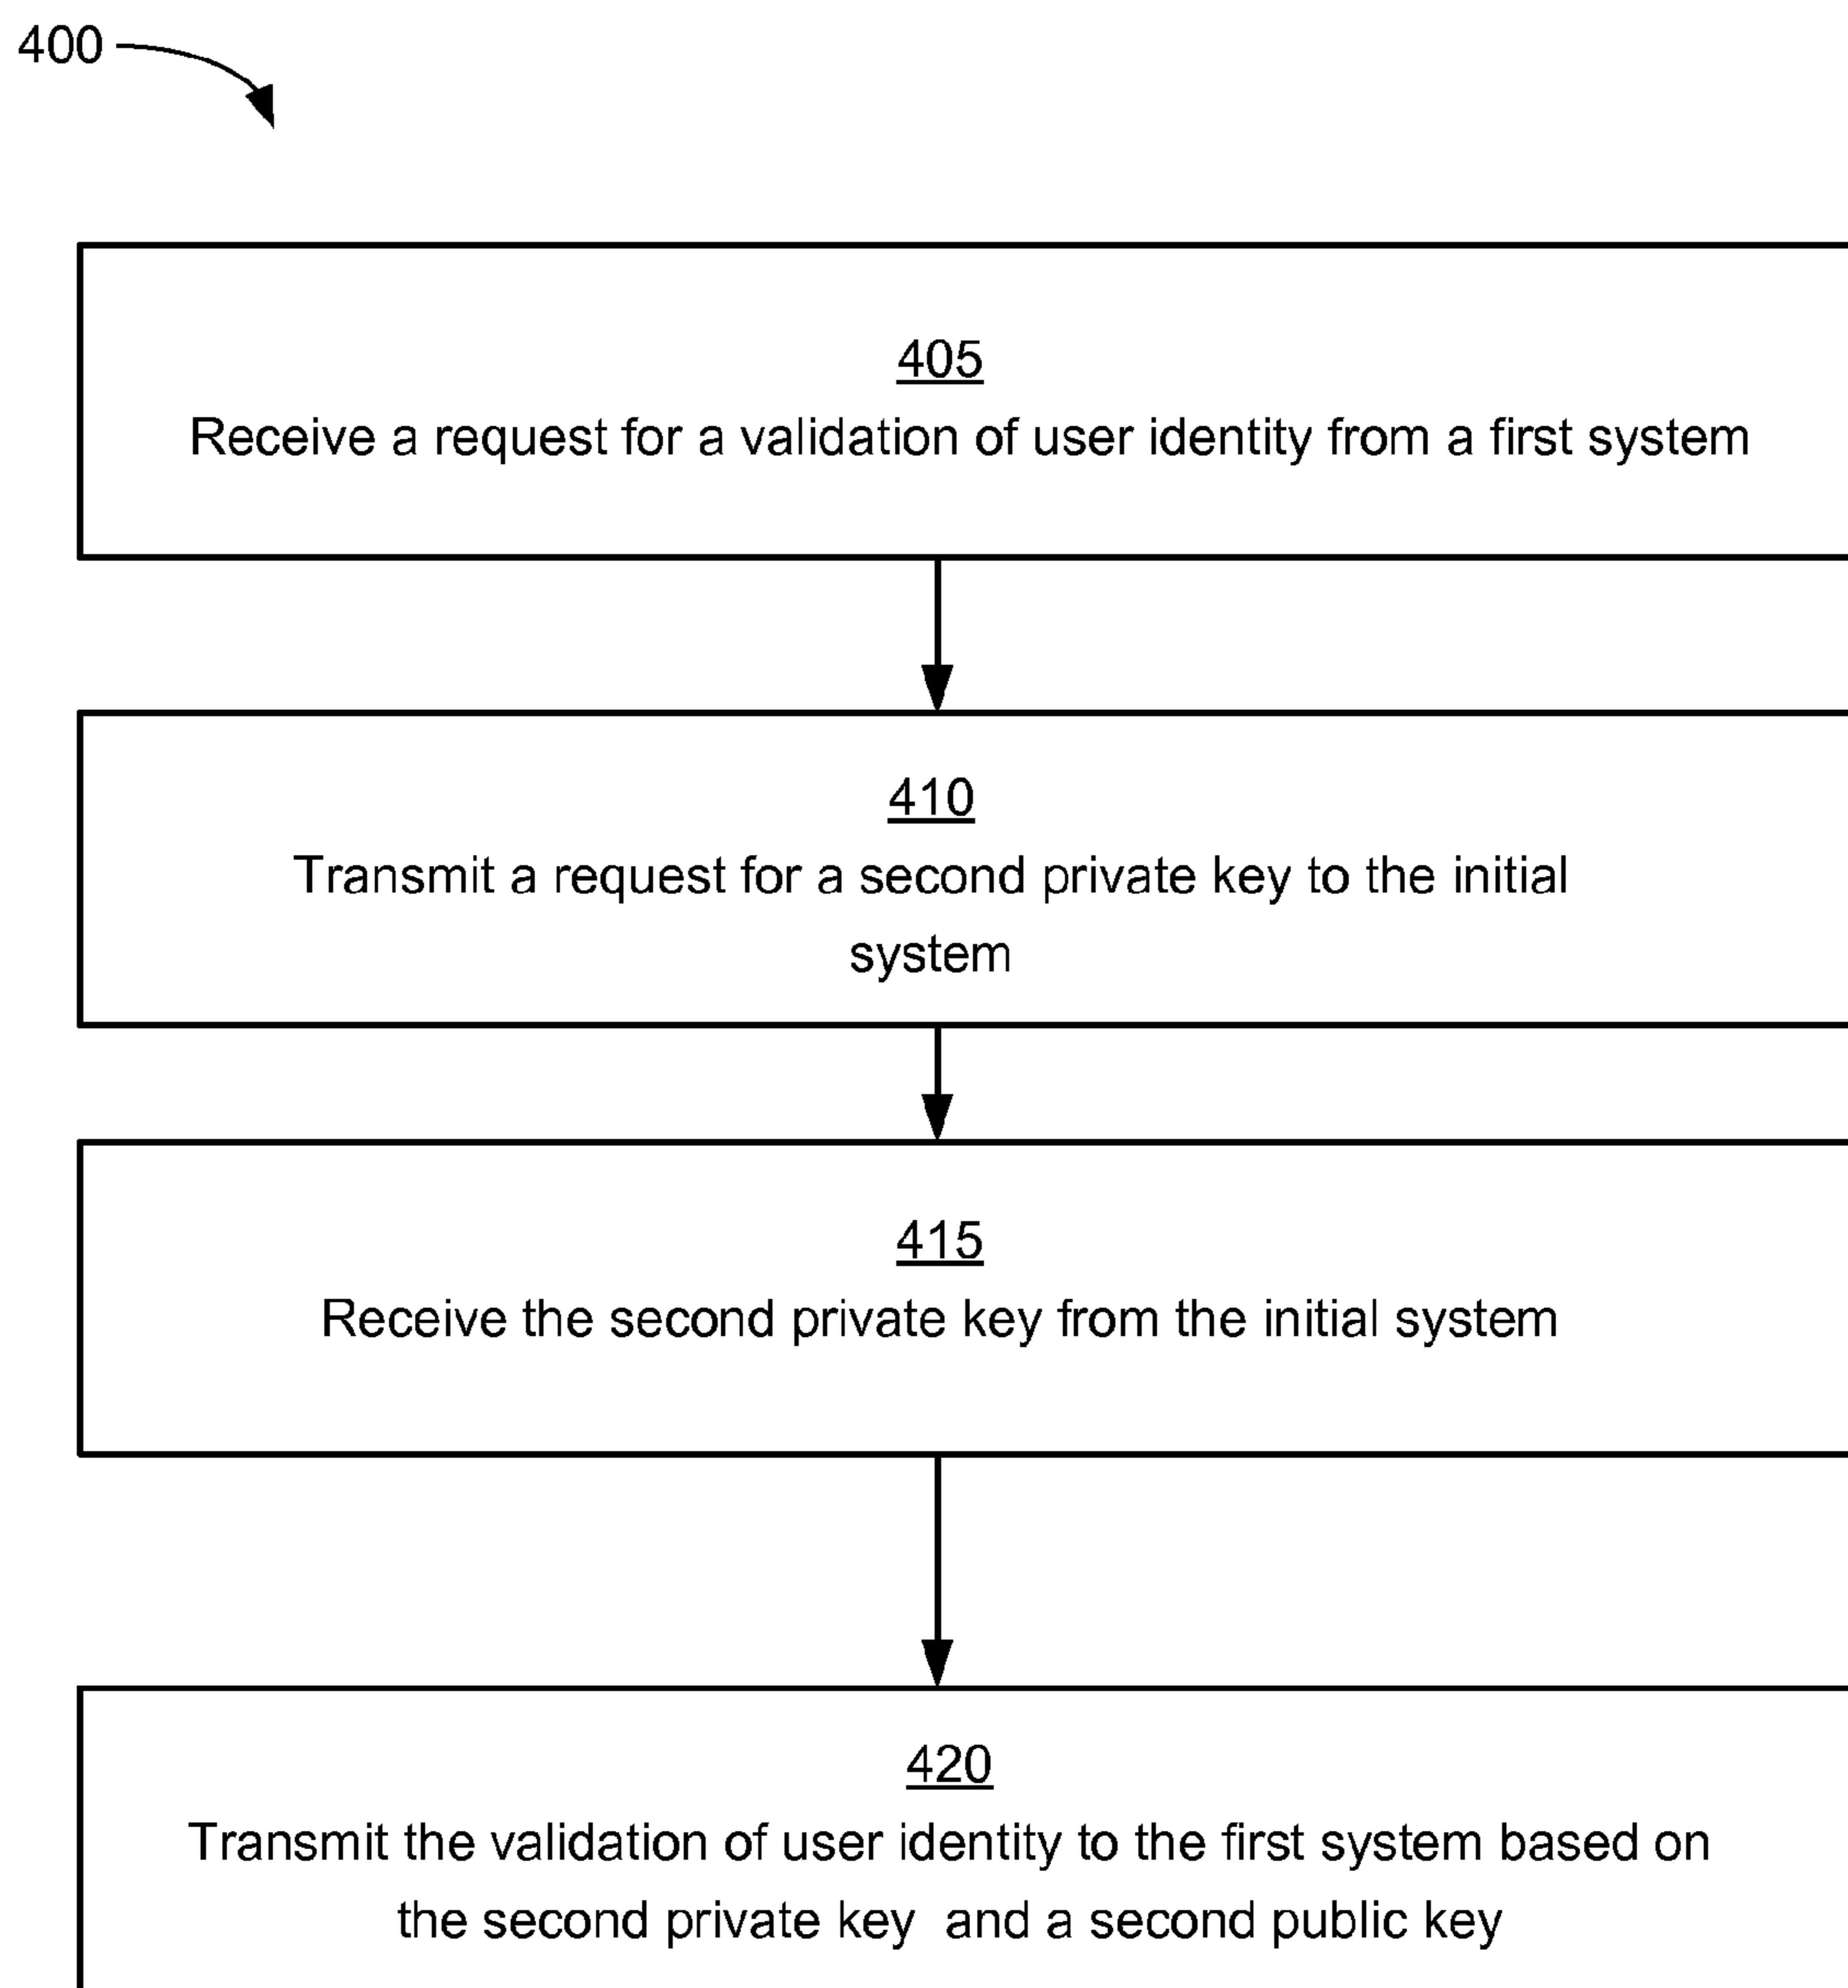 400
405
Receive a request for a validation of user identity from a first system
410
Transmit a request for a second private key to the initial
system
415
Receive the second private key from the initial system
420
Transmit the validation of user identity to the first system based on
the second private key and a second public key